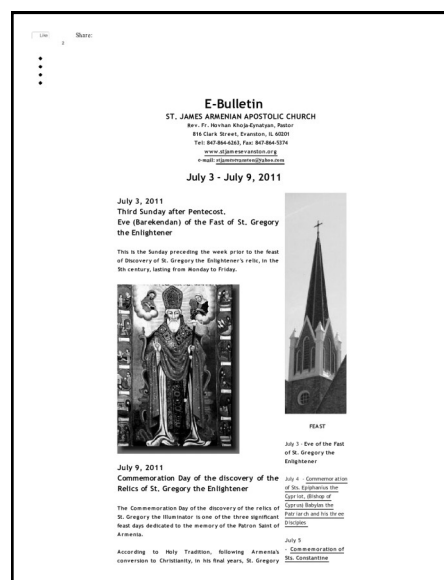 Like
Share:
E-Bulletin
ST. JAMES ARMENIAN APOSTOLIC CHURCH
Rev. Fr. Hovhan Khoja-Eynatyan, Pastor
816 Clark Street, Evanston, IL 60201
Tel: 847-864-6263, Fax: 847-864-5374
www.stjamesevanston.org
e-mail: stjamesevanston@yahoo.com
July 3 - July 9, 2011
July 3, 2011
Third Sunday after Pentecost,
Eve (Barekendan) of the Fast of St. Gregory
the Enlightener
This is the Sunday preceding the week prior to the feast
of Discovery of St. Gregory the Enlightener's relic, in the
5th century, lasting from Monday to Friday.
July 9, 2011
Commemoration Day of the discovery of the
Relics of St. Gregory the Enlightener
The Commemoration Day of the discovery of the relics of
St. Gregory the Illuminator is one of the three significant
feast days dedicated to the memory of the Patron Saint of
Armenia.
According to Holy Tradition, following Armenia's
conversion to Christianity, in his final years, St. Gregory
FEAST
July 3 - Eve of the Fast
of St. Gregory the
Enlightener
July 4 - Commemoration
of Sts. Epiphanius the
Cypriot, (Bishop of
Cyprus) Babylas the
Patriarch and his three
Disciples
July 5
- Commemoration of
Sts. Constantine